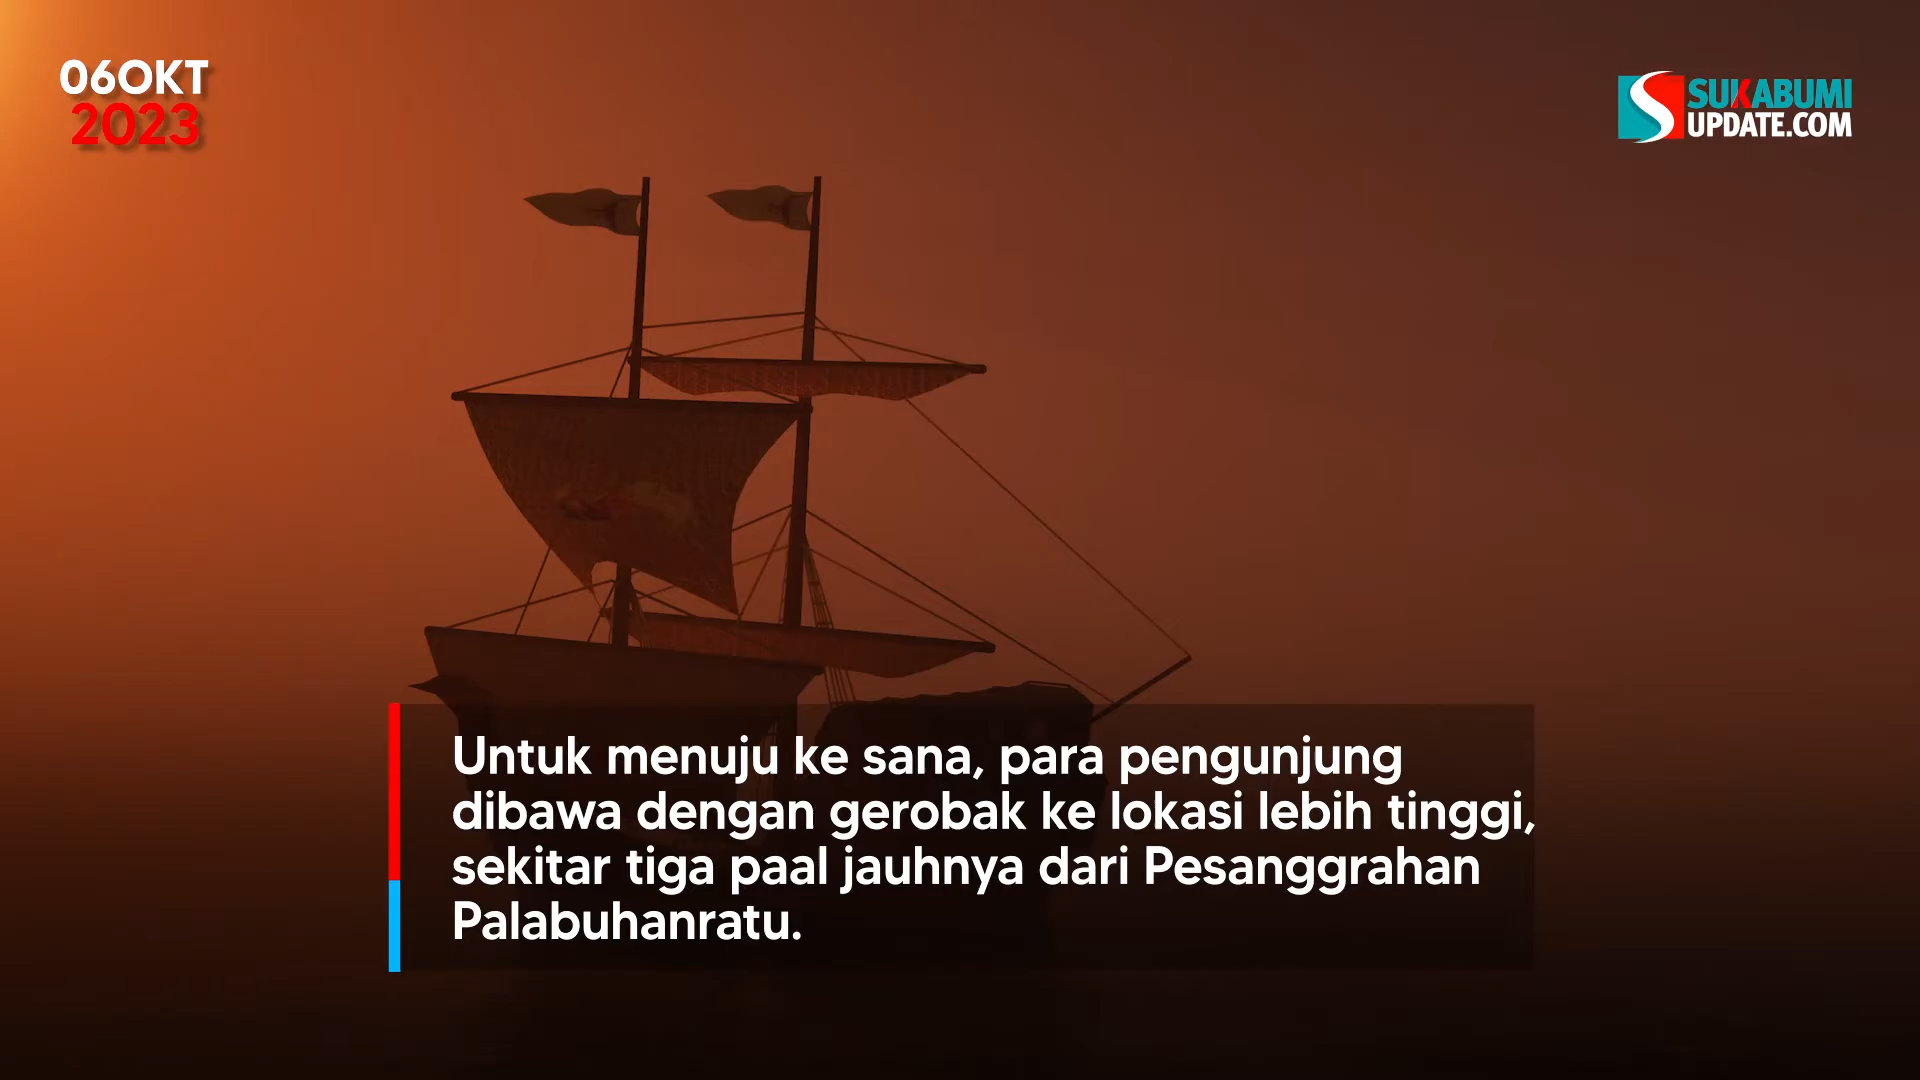 06OKT
2023
SUKABUMI
UPDATE.COM
Untuk menuju ke sana, para pengunjung
dibawa dengan gerobak ke lokasi lebih tinggi,
sekitar tiga paal jauhnya dari Pesanggrahan
Palabuhanratu.